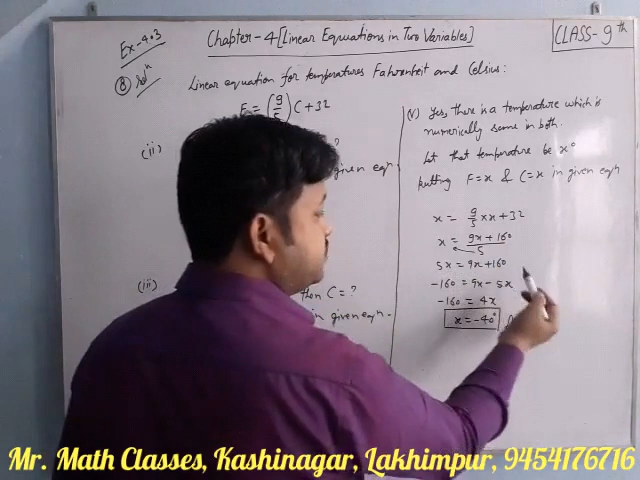 Ex-4.3
Chapter-4 [Linear Equations in Two Variables]
CLASS-9th
⑧ Solⁿ
Linear equation for temperatures Fahrenheit and Celsius:
F = (9/5) C + 32
(ii)
?
given eqn.
(iii)
then C = ?
in given eqn.
(V) Yes, there is a temperature which is
numerically same in both.
Let that temperature be x°
putting F=x & C=x in given eqn
x = 9/5 × x + 32
x = 9x + 160 / 5
5x = 9x + 160
-160 = 9x - 5x
-160 = 4x
x = -40°
Mr. Math Classes, Kashinagar, Lakhimpur, 9454176716